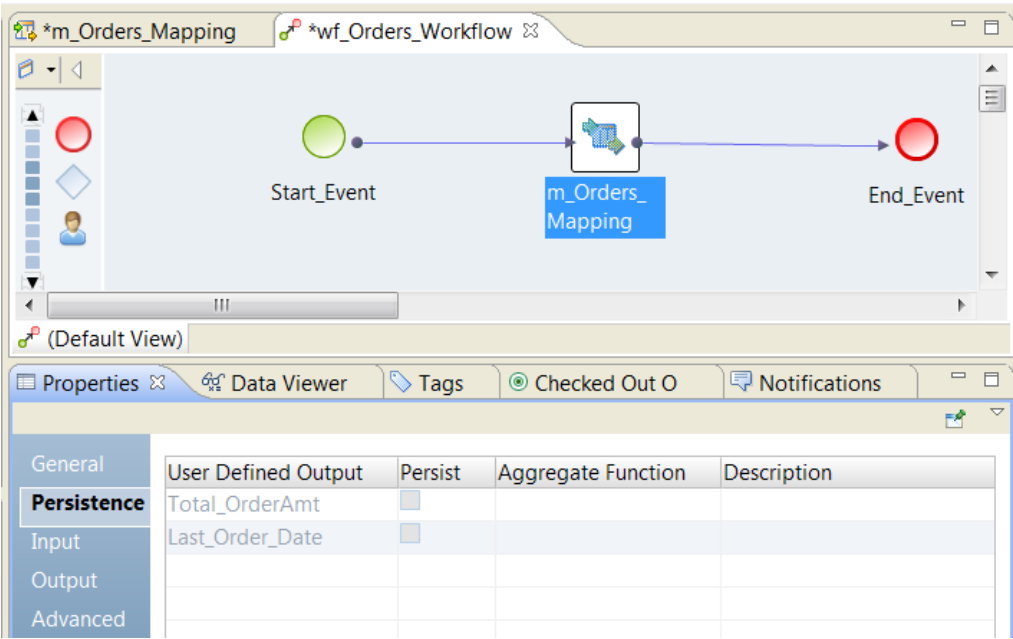 *m_Orders_Mapping
*wf_Orders_Workflow
Start_Event
m_Orders_
Mapping
End_Event
(Default View)
Properties
Data Viewer
Tags
Checked Out O
Notifications
General
Persistence
Input
Output
Advanced
User Defined Output Persist Aggregate Function Description
Total_OrderAmt
Last_Order_Date